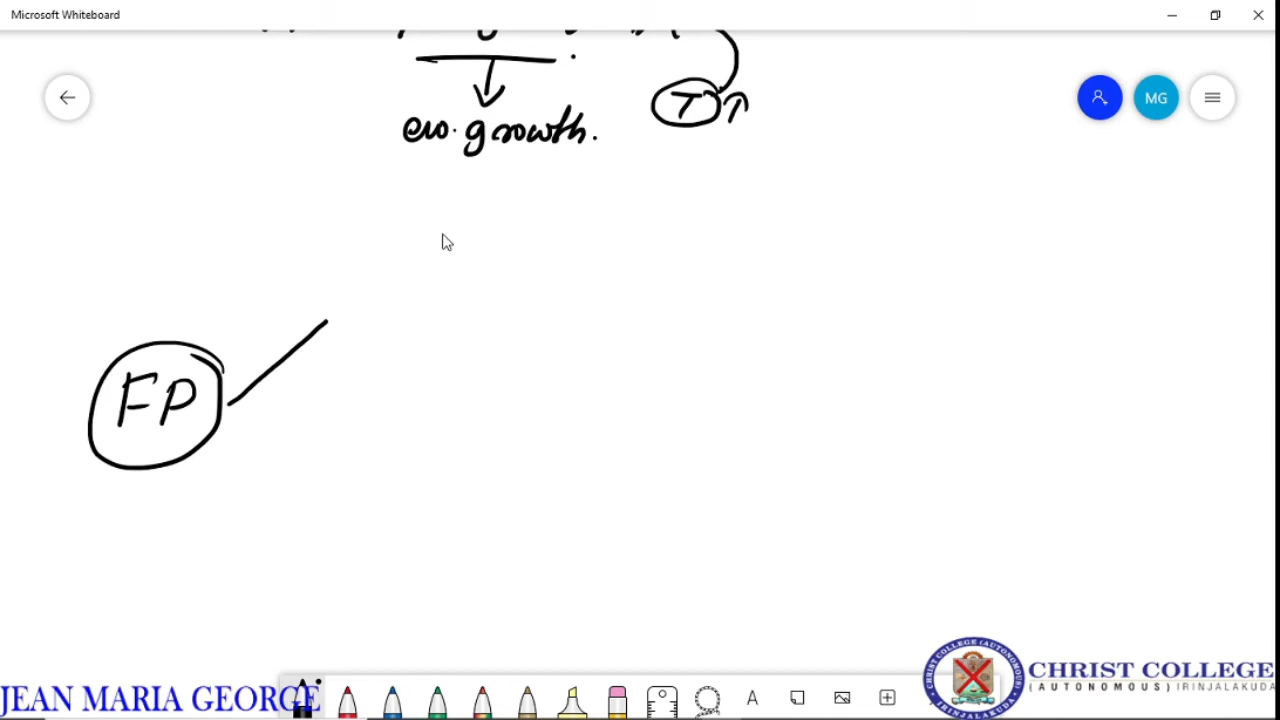 Microsoft Whiteboard
MG
T ↑
eco. growth.
FP
A
JEAN MARIA GEORGE
CHRIST COLLEGE
(AUTONOMOUS) IRINJALAKUDA